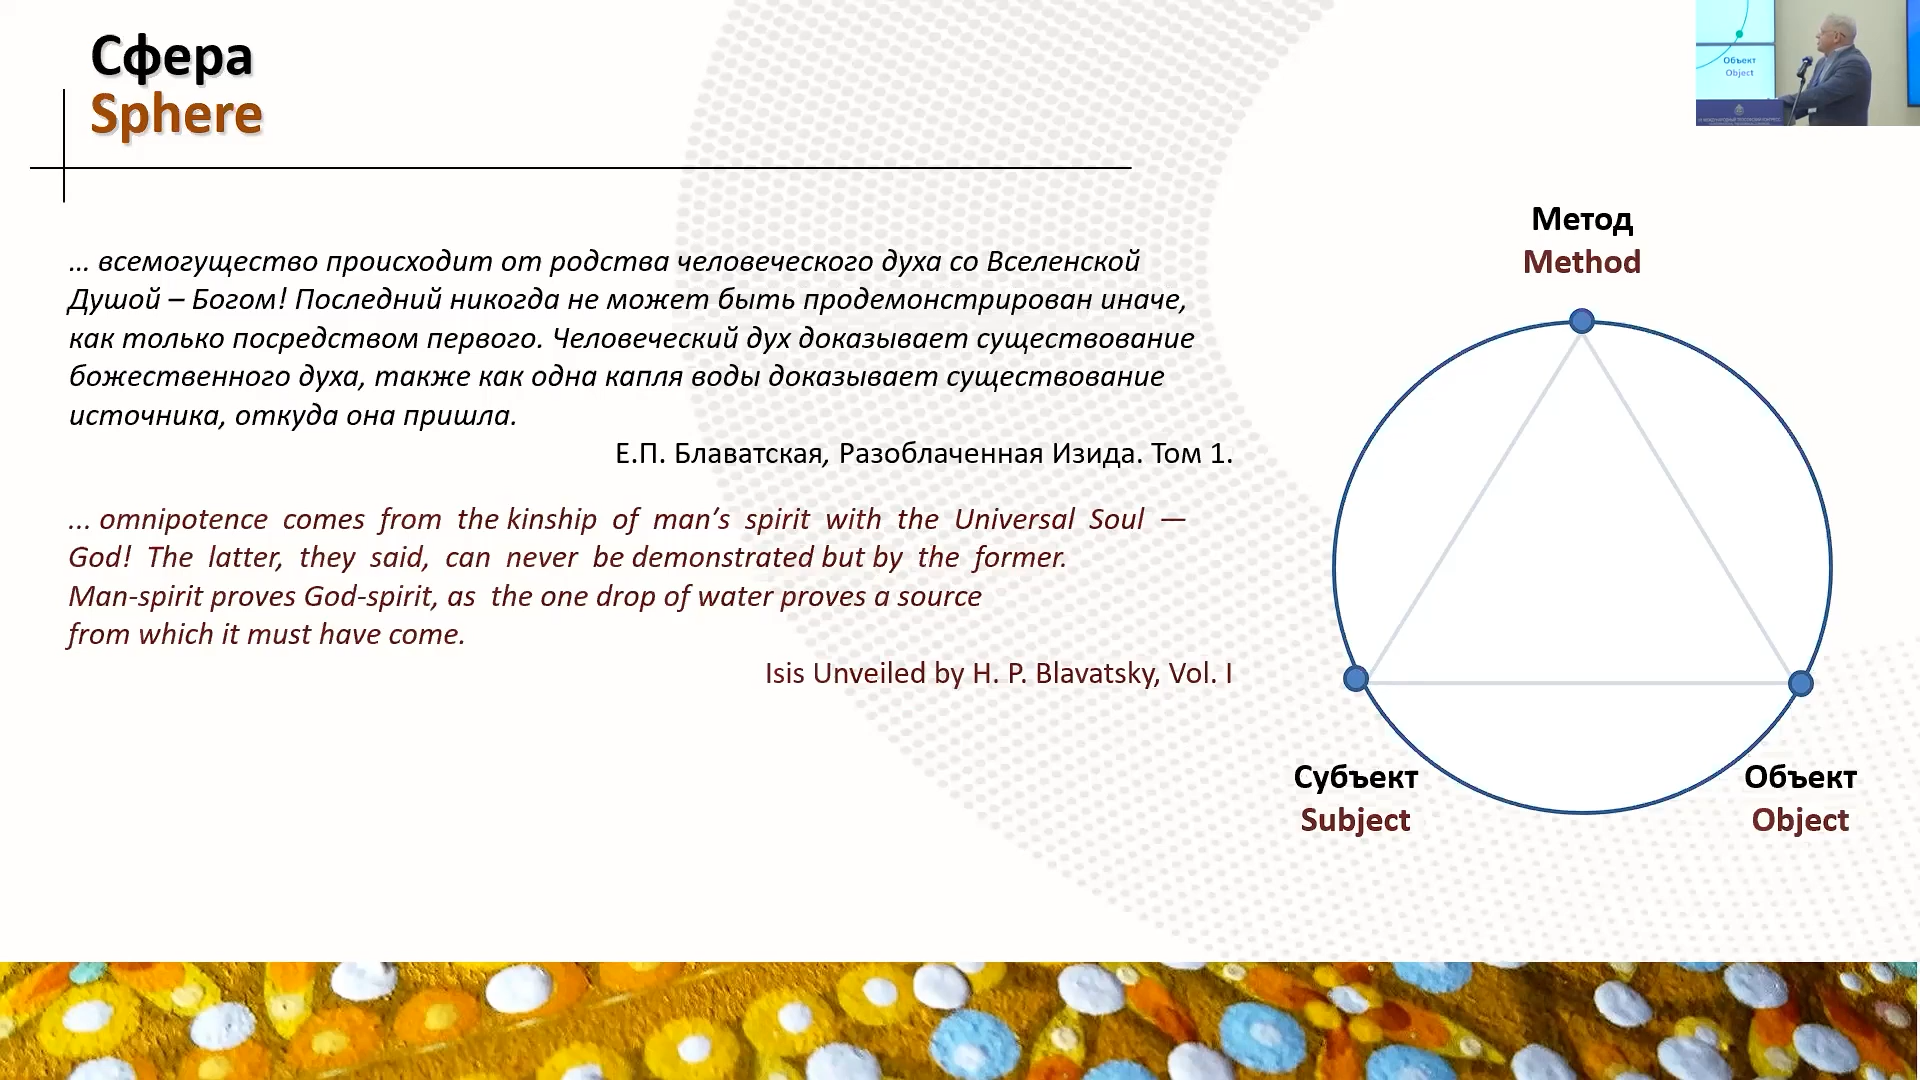 Сфера
Sphere
... всемогущество происходит от родства человеческого духа со Вселенской
Душой – Богом! Последний никогда не может быть продемонстрирован иначе,
как только посредством первого. Человеческий дух доказывает существование
божественного духа, также как одна капля воды доказывает существование
источника, откуда она пришла.
Е.П. Блаватская, Разоблаченная Изида. Том 1.
... omnipotence comes from the kinship of man’s spirit with the Universal Soul —
God! The latter, they said, can never be demonstrated but by the former.
Man-spirit proves God-spirit, as the one drop of water proves a source
from which it must have come.
Isis Unveiled by H. P. Blavatsky, Vol. I
Метод
Method
Субъект
Subject
Объект
Object
Объект
Object